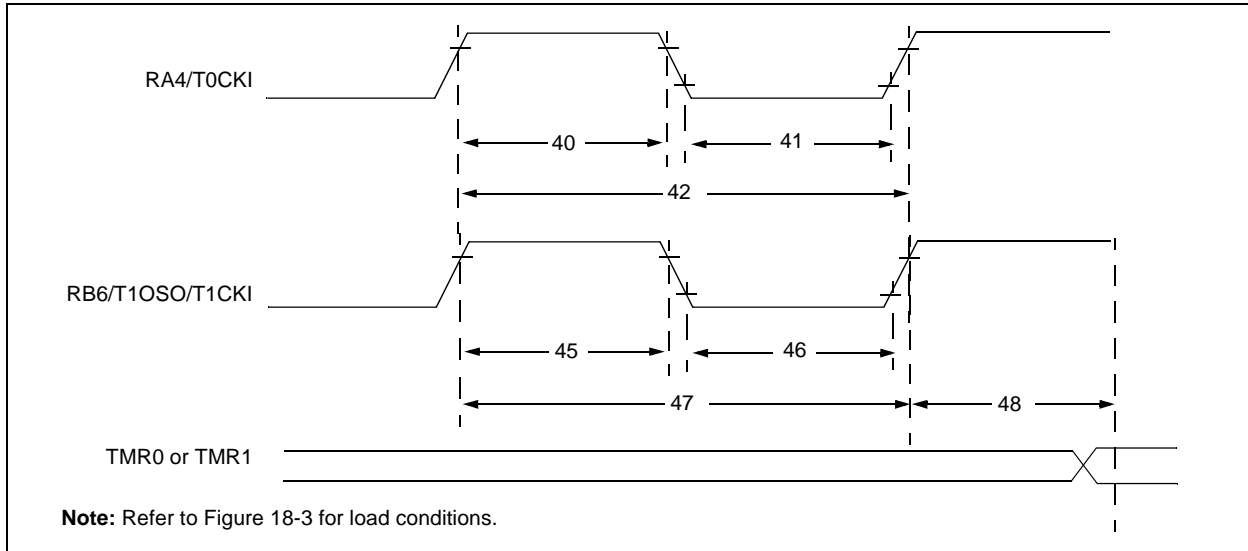 RA4/T0CKI
40
41
42
RB6/T1OSO/T1CKI
45
46
47
48
TMR0 or TMR1
Note: Refer to Figure 18-3 for load conditions.